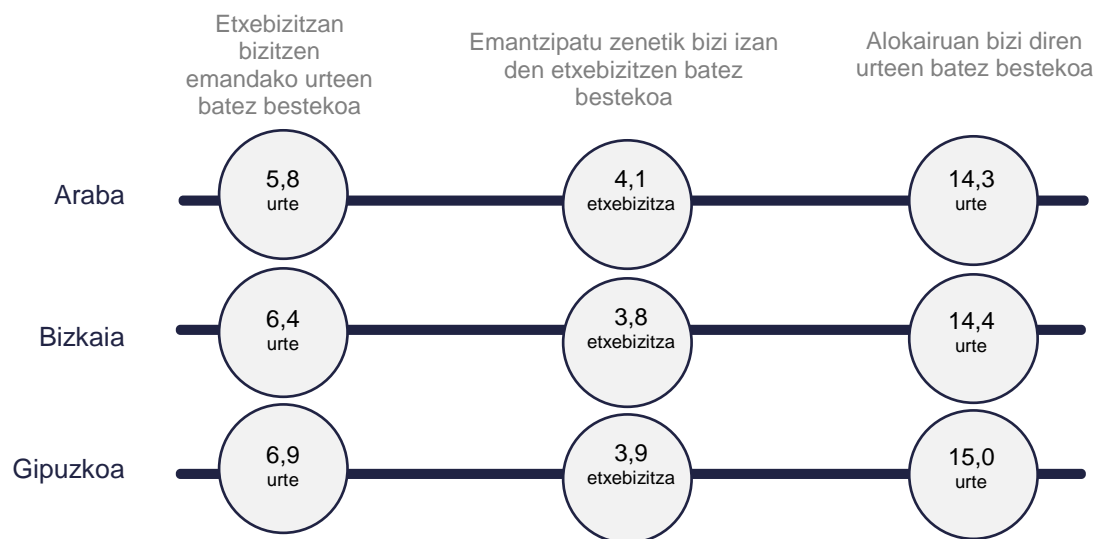 Etxebizitzan
bizitzen
emandako urteen
batez bestekoa
Emantzipatu zenetik bizi izan
den etxebizitzen batez
bestekoa
Alokairuan bizi diren
urteen batez bestekoa
Araba
5,8
urte
4,1
etxebizitza
14,3
urte
Bizkaia
6,4
urte
3,8
etxebizitza
14,4
urte
Gipuzkoa
6,9
urte
3,9
etxebizitza
15,0
urte